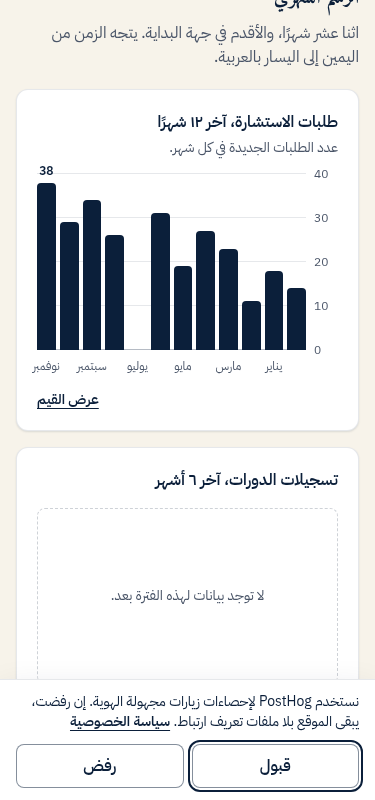 الرسم الشهري
اثنا عشر شهرًا، والأقدم في جهة البداية. يتجه الزمن من
اليمين إلى اليسار بالعربية.
طلبات الاستشارة، آخر ١٢ شهرًا
عدد الطلبات الجديدة في كل شهر.
38
40
30
20
10
0
يناير
مارس
مايو
يوليو
سبتمبر
نوفمبر
عرض القيم
تسجيلات الدورات، آخر ٦ أشهر
لا توجد بيانات لهذه الفترة بعد.
نستخدم PostHog لإحصاءات زيارات مجهولة الهوية. إن رفضت،
يبقى الموقع بلا ملفات تعريف ارتباط. سياسة الخصوصية
قبول
رفض